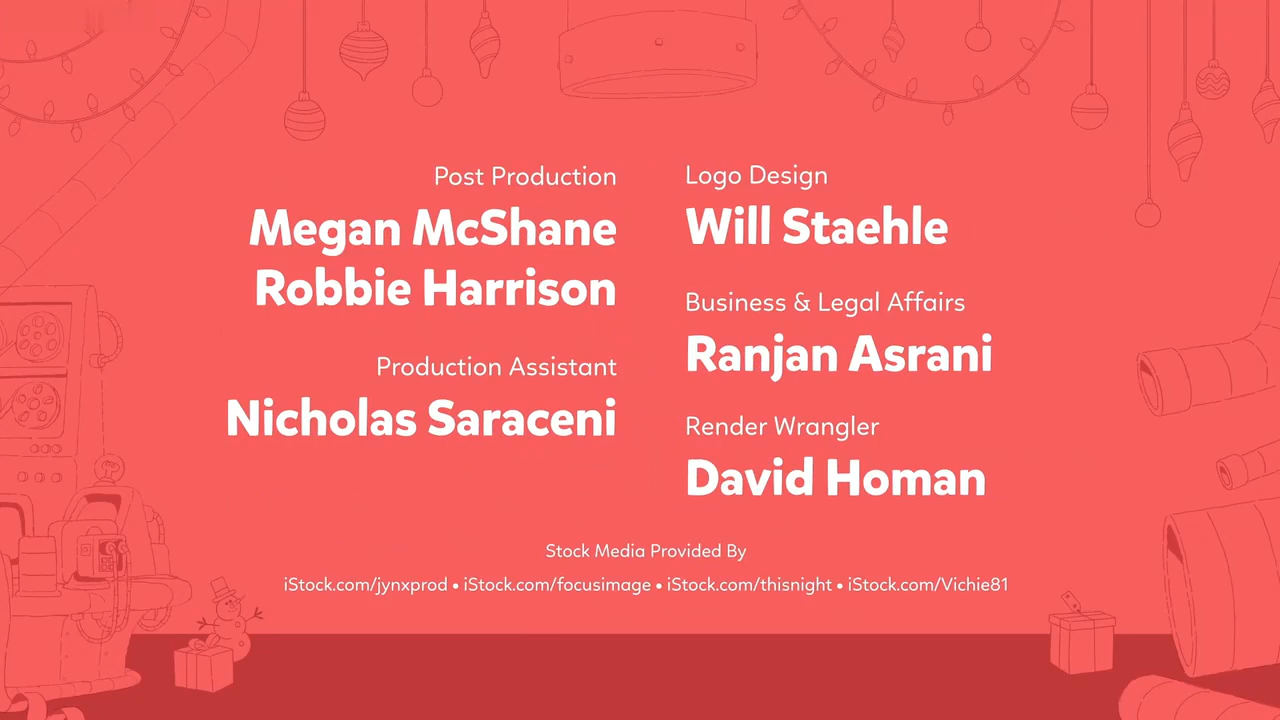 Post Production
Megan McShane
Robbie Harrison
Production Assistant
Nicholas Saraceni
Logo Design
Will Staehle
Business & Legal Affairs
Ranjan Asrani
Render Wrangler
David Homan
Stock Media Provided By
iStock.com/jynxprod • iStock.com/focusimage • iStock.com/thisnight • iStock.com/Vichie81